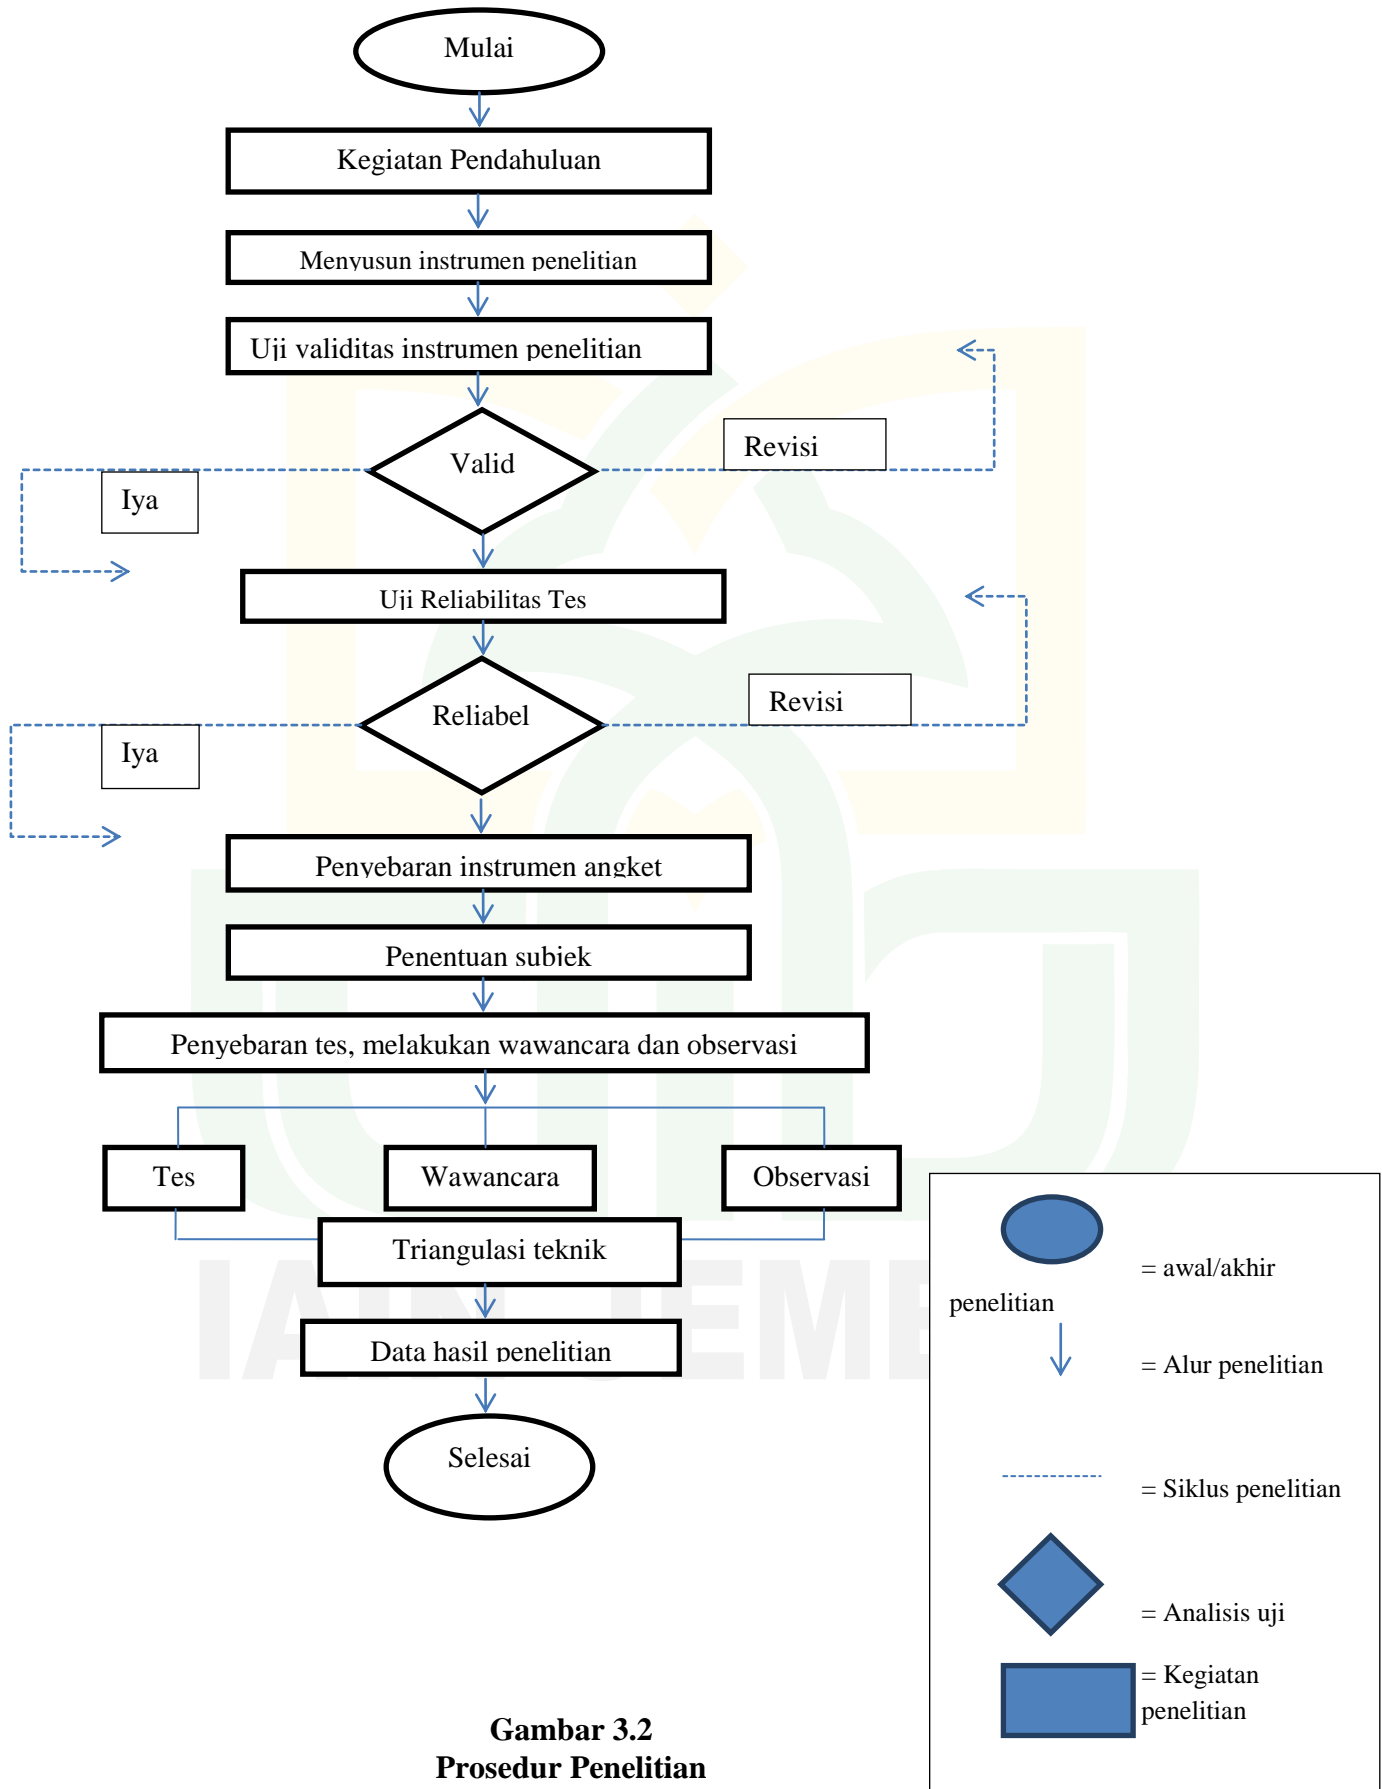 Mulai
Kegiatan Pendahuluan
Menyusun instrumen penelitian
Uji validitas instrumen penelitian
Valid
Revisi
Iya
Uji Reliabilitas Tes
Reliabel
Revisi
Iya
Penyebaran instrumen angket
Penentuan subjek
Penyebaran tes, melakukan wawancara dan observasi
Tes
Wawancara
Observasi
Triangulasi teknik
Data hasil penelitian
Selesai
= awal/akhir
penelitian
= Alur penelitian
= Siklus penelitian
= Analisis uji
= Kegiatan
penelitian
Gambar 3.2
Prosedur Penelitian